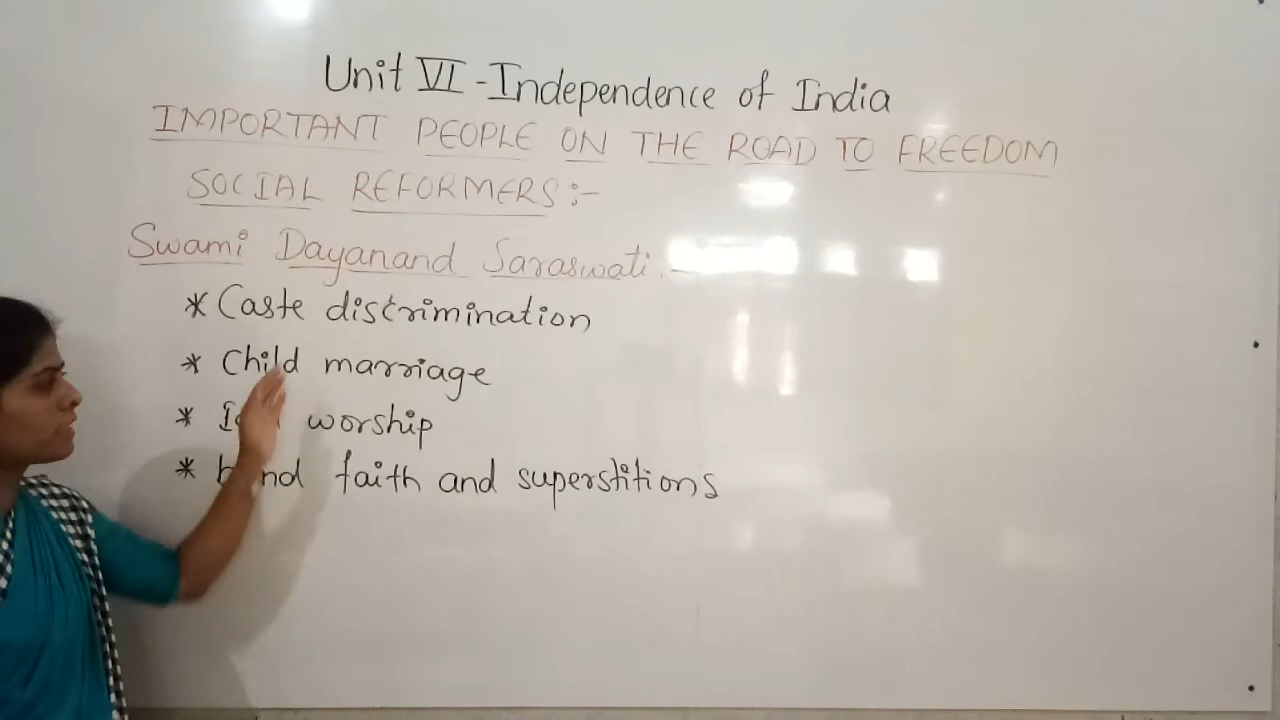 Unit VI - Independence of India
IMPORTANT PEOPLE ON THE ROAD TO FREEDOM
SOCIAL REFORMERS:-
Swami Dayanand Saraswati.-
* Caste discrimination
* Child marriage
* worship
* faith and superstitions